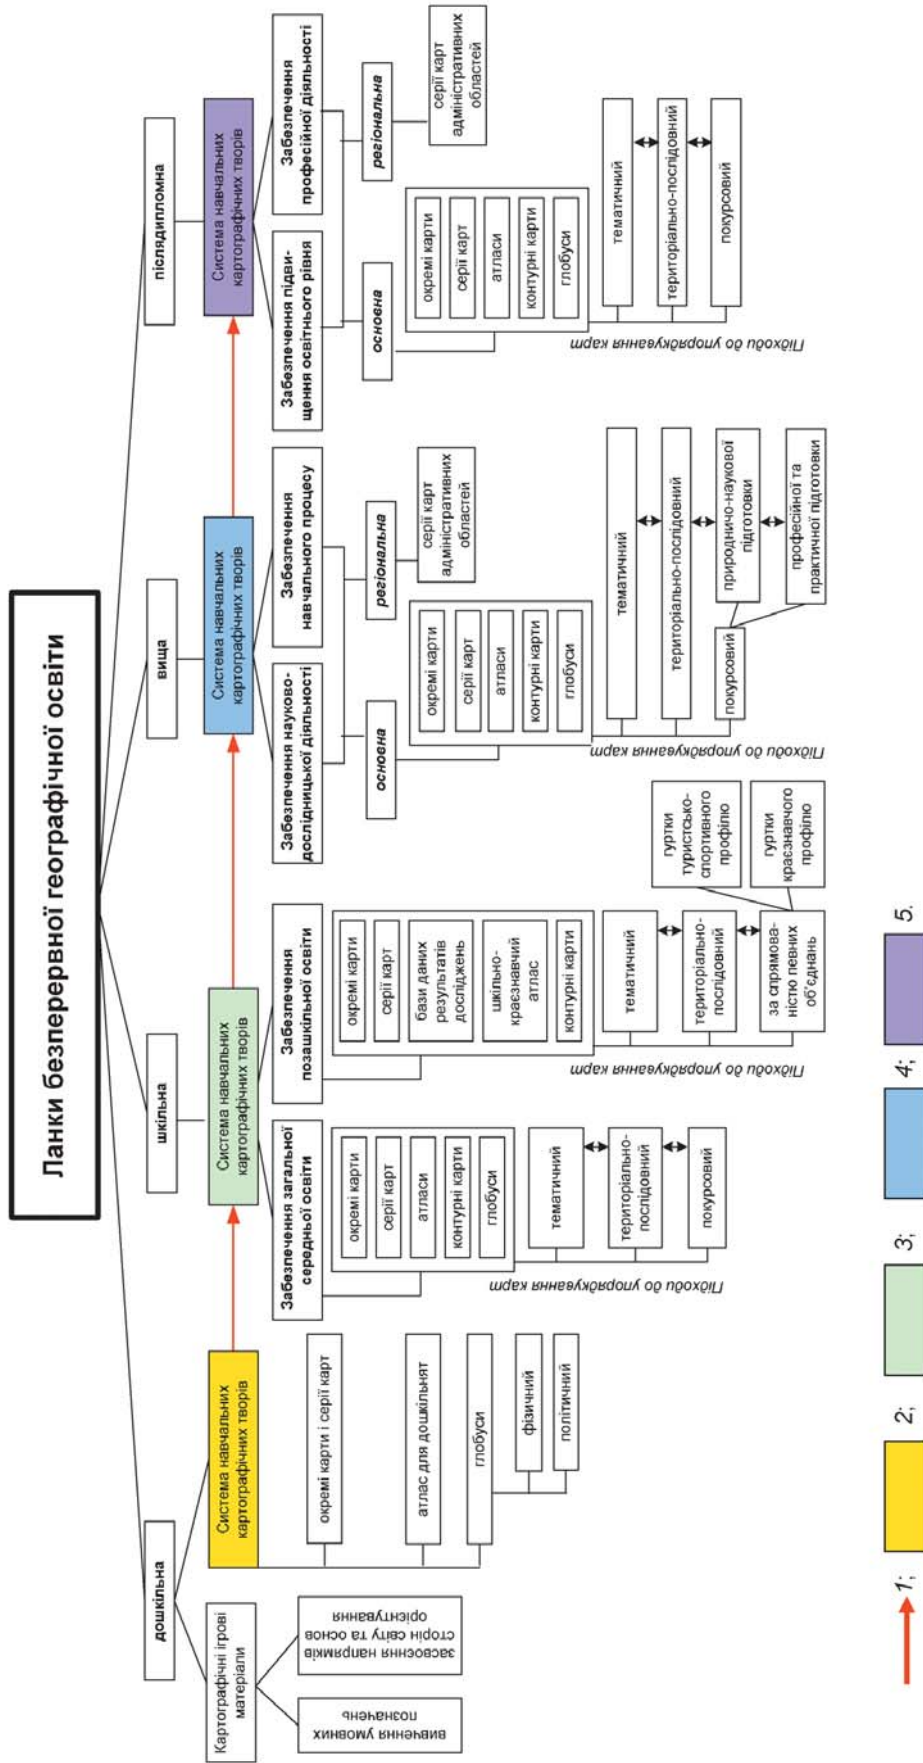 Ланки безперервної географічної освіти
дошкільна
шкільна
вища
післядипломна
Картографічні ігрові
матеріали
вивчення умовних
позначень
засвоєння напрямків
сторін світу та основ
орієнтування
Система навчальних
картографічних творів
окремі карти і серії карт
атлас для дошкільнят
глобуси
фізичний
політичний
Система навчальних
картографічних творів
Забезпечення загальної
середньої освіти
окремі карти
серії карт
атласи
контурні карти
глобуси
Підходи до упорядкування карт
тематичний
територіально-
послідовний
покурсовий
Забезпечення
позашкільної освіти
окремі карти
серії карт
бази даних
результатів
досліджень
шкільно-
краєзнавчий
атлас
контурні карти
Підходи до упорядкування карт
тематичний
територіально-
послідовний
за спрямова-
ністю певних
об'єднань
гуртки
туристсько-
спортивного
профілю
гуртки
краєзнавчого
профілю
Система навчальних
картографічних творів
Забезпечення науково-
дослідницької діяльності
Забезпечення
навчального процесу
основна
регіональна
окремі карти
серії карт
атласи
контурні карти
глобуси
серії карт
адміністративних
областей
Підходи до упорядкування карт
тематичний
територіально-послідовний
покурсовий
природничо-наукової
підготовки
професійної та
практичної підготовки
Система навчальних
картографічних творів
Забезпечення підви-
щення освітнього рівня
Забезпечення
професійної діяльності
основна
регіональна
окремі карти
серії карт
атласи
контурні карти
глобуси
серії карт
адміністративних
областей
Підходи до упорядкування карт
тематичний
територіально-послідовний
покурсовий
1; 2; 3; 4; 5.